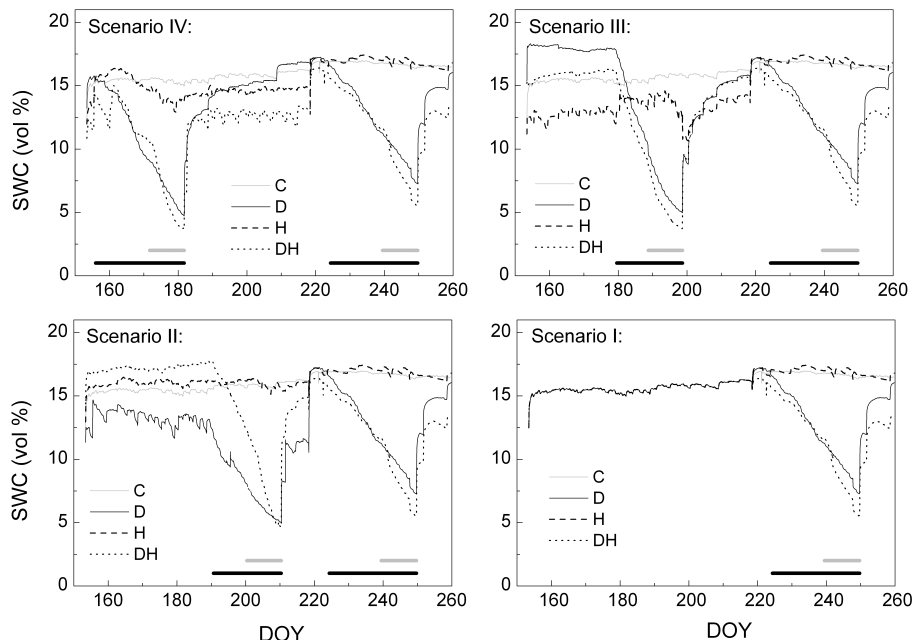 Scenario IV:
SWC (vol %)
20
15
10
5
0
C
D
H
DH
160 180 200 220 240 260
Scenario III:
20
15
10
5
0
C
D
H
DH
160 180 200 220 240 260
Scenario II:
SWC (vol %)
20
15
10
5
0
C
D
H
DH
160 180 200 220 240 260
DOY
Scenario I:
20
15
10
5
0
C
D
H
DH
160 180 200 220 240 260
DOY